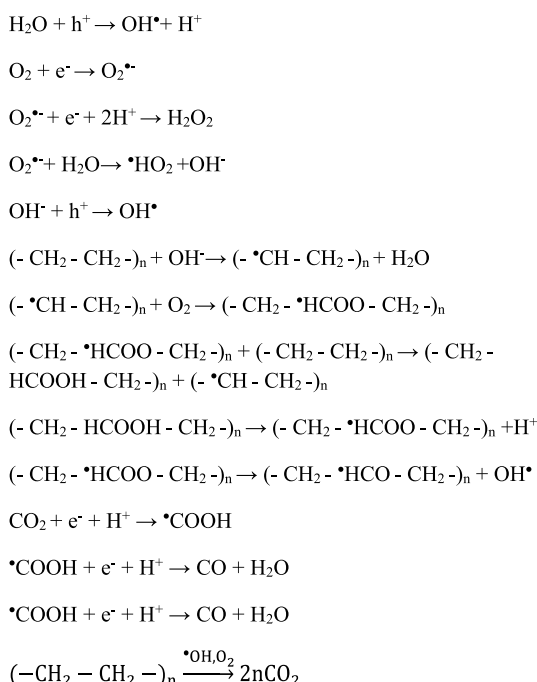 H₂O + h⁺ → OH•+ H⁺
O₂ + e⁻ → O₂•⁻
O₂•⁻ + e⁻ + 2H⁺ → H₂O₂
O₂•⁻+ H₂O→ •HO₂ +OH⁻
OH⁻ + h⁺ → OH•
(- CH₂ - CH₂ -)ₙ + OH⁻→ (- •CH - CH₂ -)ₙ + H₂O
(- •CH - CH₂ -)ₙ + O₂ → (- CH₂ - •HCOO - CH₂ -)ₙ
(- CH₂ - •HCOO - CH₂ -)ₙ + (- CH₂ - CH₂ -)ₙ → (- CH₂ -
HCOOH - CH₂ -)ₙ + (- •CH - CH₂ -)ₙ
(- CH₂ - HCOOH - CH₂ -)ₙ → (- CH₂ - •HCOO - CH₂ -)ₙ +H⁺
(- CH₂ - •HCOO - CH₂ -)ₙ → (- CH₂ - •HCO - CH₂ -)ₙ + OH•
CO₂ + e⁻ + H⁺ → •COOH
•COOH + e⁻ + H⁺ → CO + H₂O
•COOH + e⁻ + H⁺ → CO + H₂O
(−CH₂ − CH₂ −)ₙ •OH,O₂→ 2nCO₂